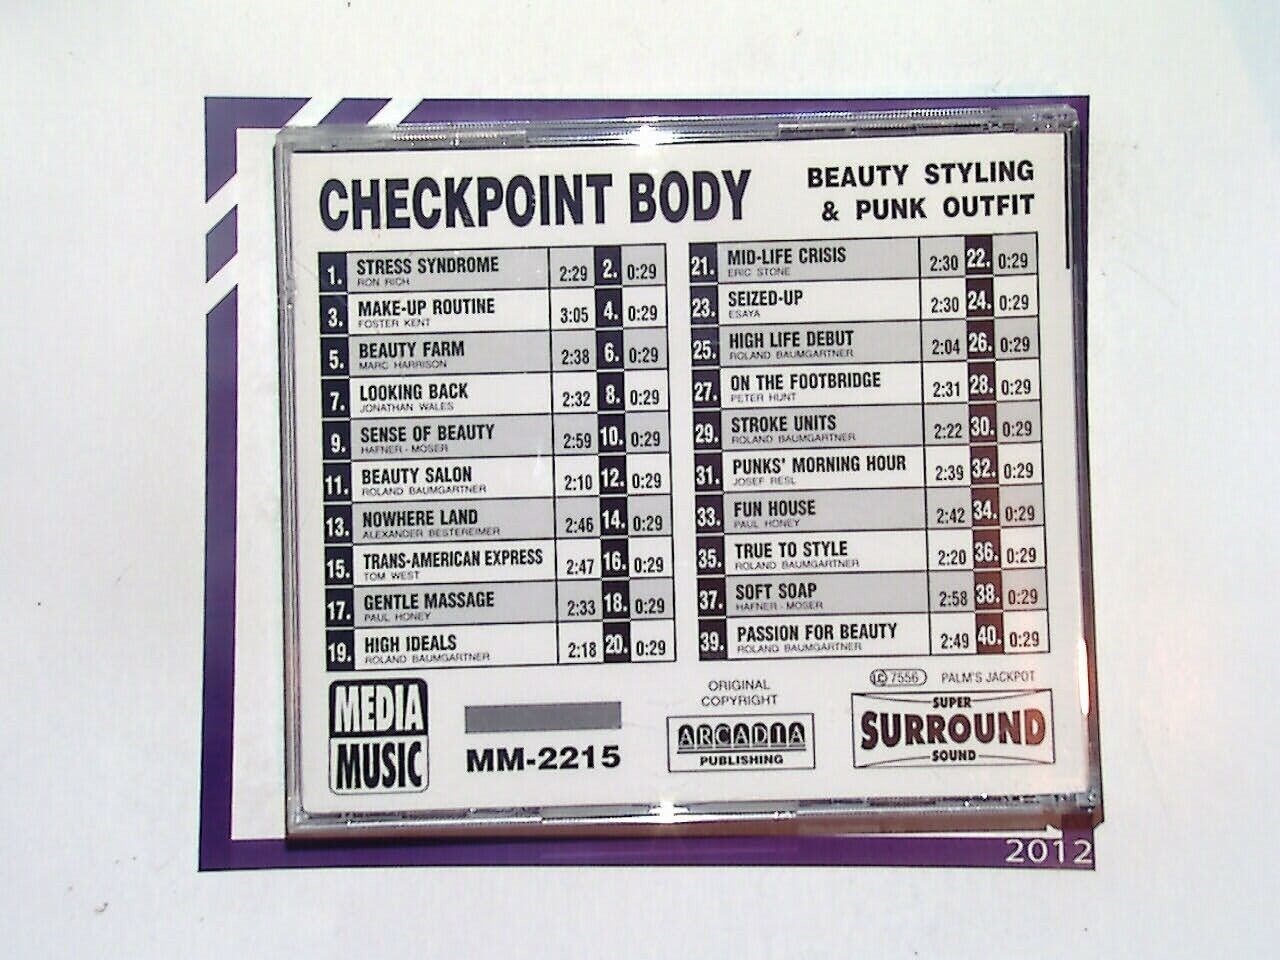 CHECKPOINT BODY
BEAUTY STYLING
& PUNK OUTFIT
1. STRESS SYNDROME 2:29 2. 0:29
RON RICH
3. MAKE-UP ROUTINE 3:05 4. 0:29
FOSTER KENT
5. BEAUTY FARM 2:38 6. 0:29
MARC HARRISON
7. LOOKING BACK 2:32 8. 0:29
JONATHAN WALES
9. SENSE OF BEAUTY 2:59 10. 0:29
HAFNER - MOSER
11. BEAUTY SALON 2:10 12. 0:29
ROLAND BAUMGARTNER
13. NOWHERE LAND 2:46 14. 0:29
ALEXANDER BESTEREIMER
15. TRANS-AMERICAN EXPRESS 2:47 16. 0:29
TOM WEST
17. GENTLE MASSAGE 2:33 18. 0:29
PAUL HONEY
19. HIGH IDEALS 2:18 20. 0:29
ROLAND BAUMGARTNER
21. MID-LIFE CRISIS 2:30 22. 0:29
ERIC STONE
23. SEIZED-UP 2:30 24. 0:29
ESAYA
25. HIGH LIFE DEBUT 2:04 26. 0:29
ROLAND BAUMGARTNER
27. ON THE FOOTBRIDGE 2:31 28. 0:29
PETER HUNT
29. STROKE UNITS 2:22 30. 0:29
ROLAND BAUMGARTNER
31. PUNKS' MORNING HOUR 2:39 32. 0:29
JOSEF RESL
33. FUN HOUSE 2:42 34. 0:29
PAUL HONEY
35. TRUE TO STYLE 2:20 36. 0:29
ROLAND BAUMGARTNER
37. SOFT SOAP 2:58 38. 0:29
HAFNER - MOSER
39. PASSION FOR BEAUTY 2:49 40. 0:29
ROLAND BAUMGARTNER
MEDIA
MUSIC
MM-2215
ORIGINAL
COPYRIGHT
ARCADIA
PUBLISHING
LC 7556 PALM'S JACKPOT
SUPER
SURROUND
SOUND
2012